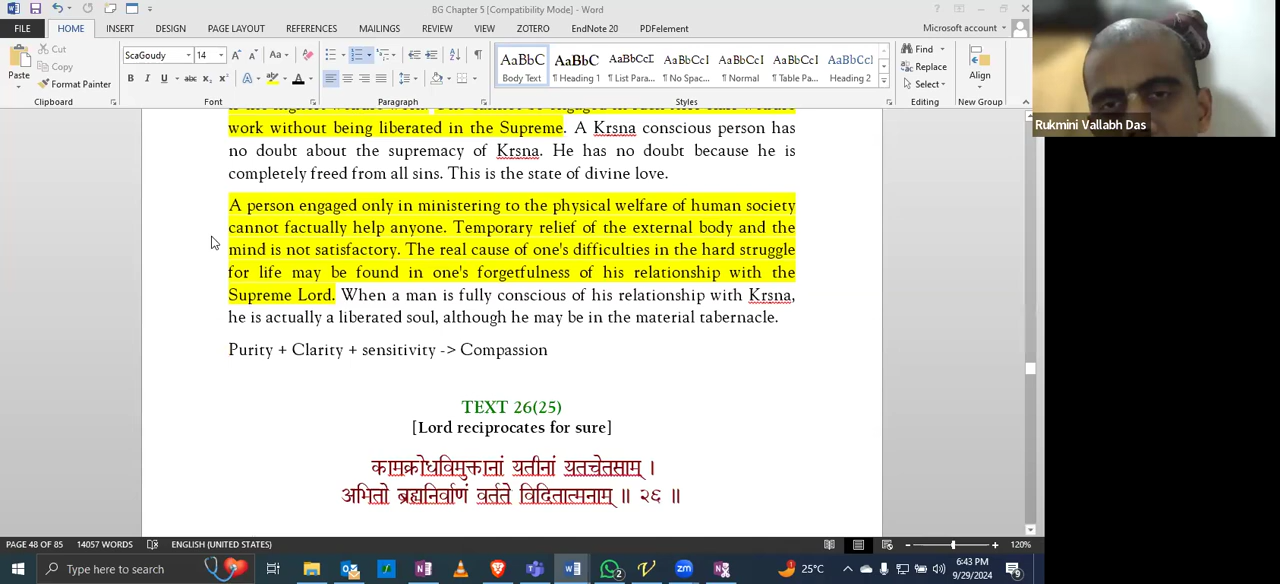 BG Chapter 5 [Compatibility Mode] - Word
FILE HOME INSERT DESIGN PAGE LAYOUT REFERENCES MAILINGS REVIEW VIEW ZOTERO EndNote 20 PDFelement Microsoft account
Cut
Copy
Format Painter
Paste
ScaGoudy 14
AaBbC AaBbC AaBbCcI AaBbCcI AaBbCcI AaBbCcI AaBbCcI
Body Text ¶ Heading 1 ¶ List Para... ¶ No Spac... ¶ Normal ¶ Table Pa... Heading 2
Find
Replace
Select
Align
Clipboard Font Paragraph Styles Editing New Group
Rukmini Vallabh Das
work without being liberated in the Supreme. A Krsna conscious person has
no doubt about the supremacy of Krsna. He has no doubt because he is
completely freed from all sins. This is the state of divine love.
A person engaged only in ministering to the physical welfare of human society
cannot factually help anyone. Temporary relief of the external body and the
mind is not satisfactory. The real cause of one's difficulties in the hard struggle
for life may be found in one's forgetfulness of his relationship with the
Supreme Lord. When a man is fully conscious of his relationship with Krsna,
he is actually a liberated soul, although he may be in the material tabernacle.
Purity + Clarity + sensitivity -> Compassion
TEXT 26(25)
[Lord reciprocates for sure]
कामक्रोधविमुक्तानां यतीनां यतचेतसाम् ।
अभितो ब्रह्मनिर्वाणं वर्तते विदितात्मनाम् ॥ २६ ॥
PAGE 48 OF 85 14057 WORDS ENGLISH (UNITED STATES) 120%
Type here to search
25°C
6:43 PM
9/29/2024